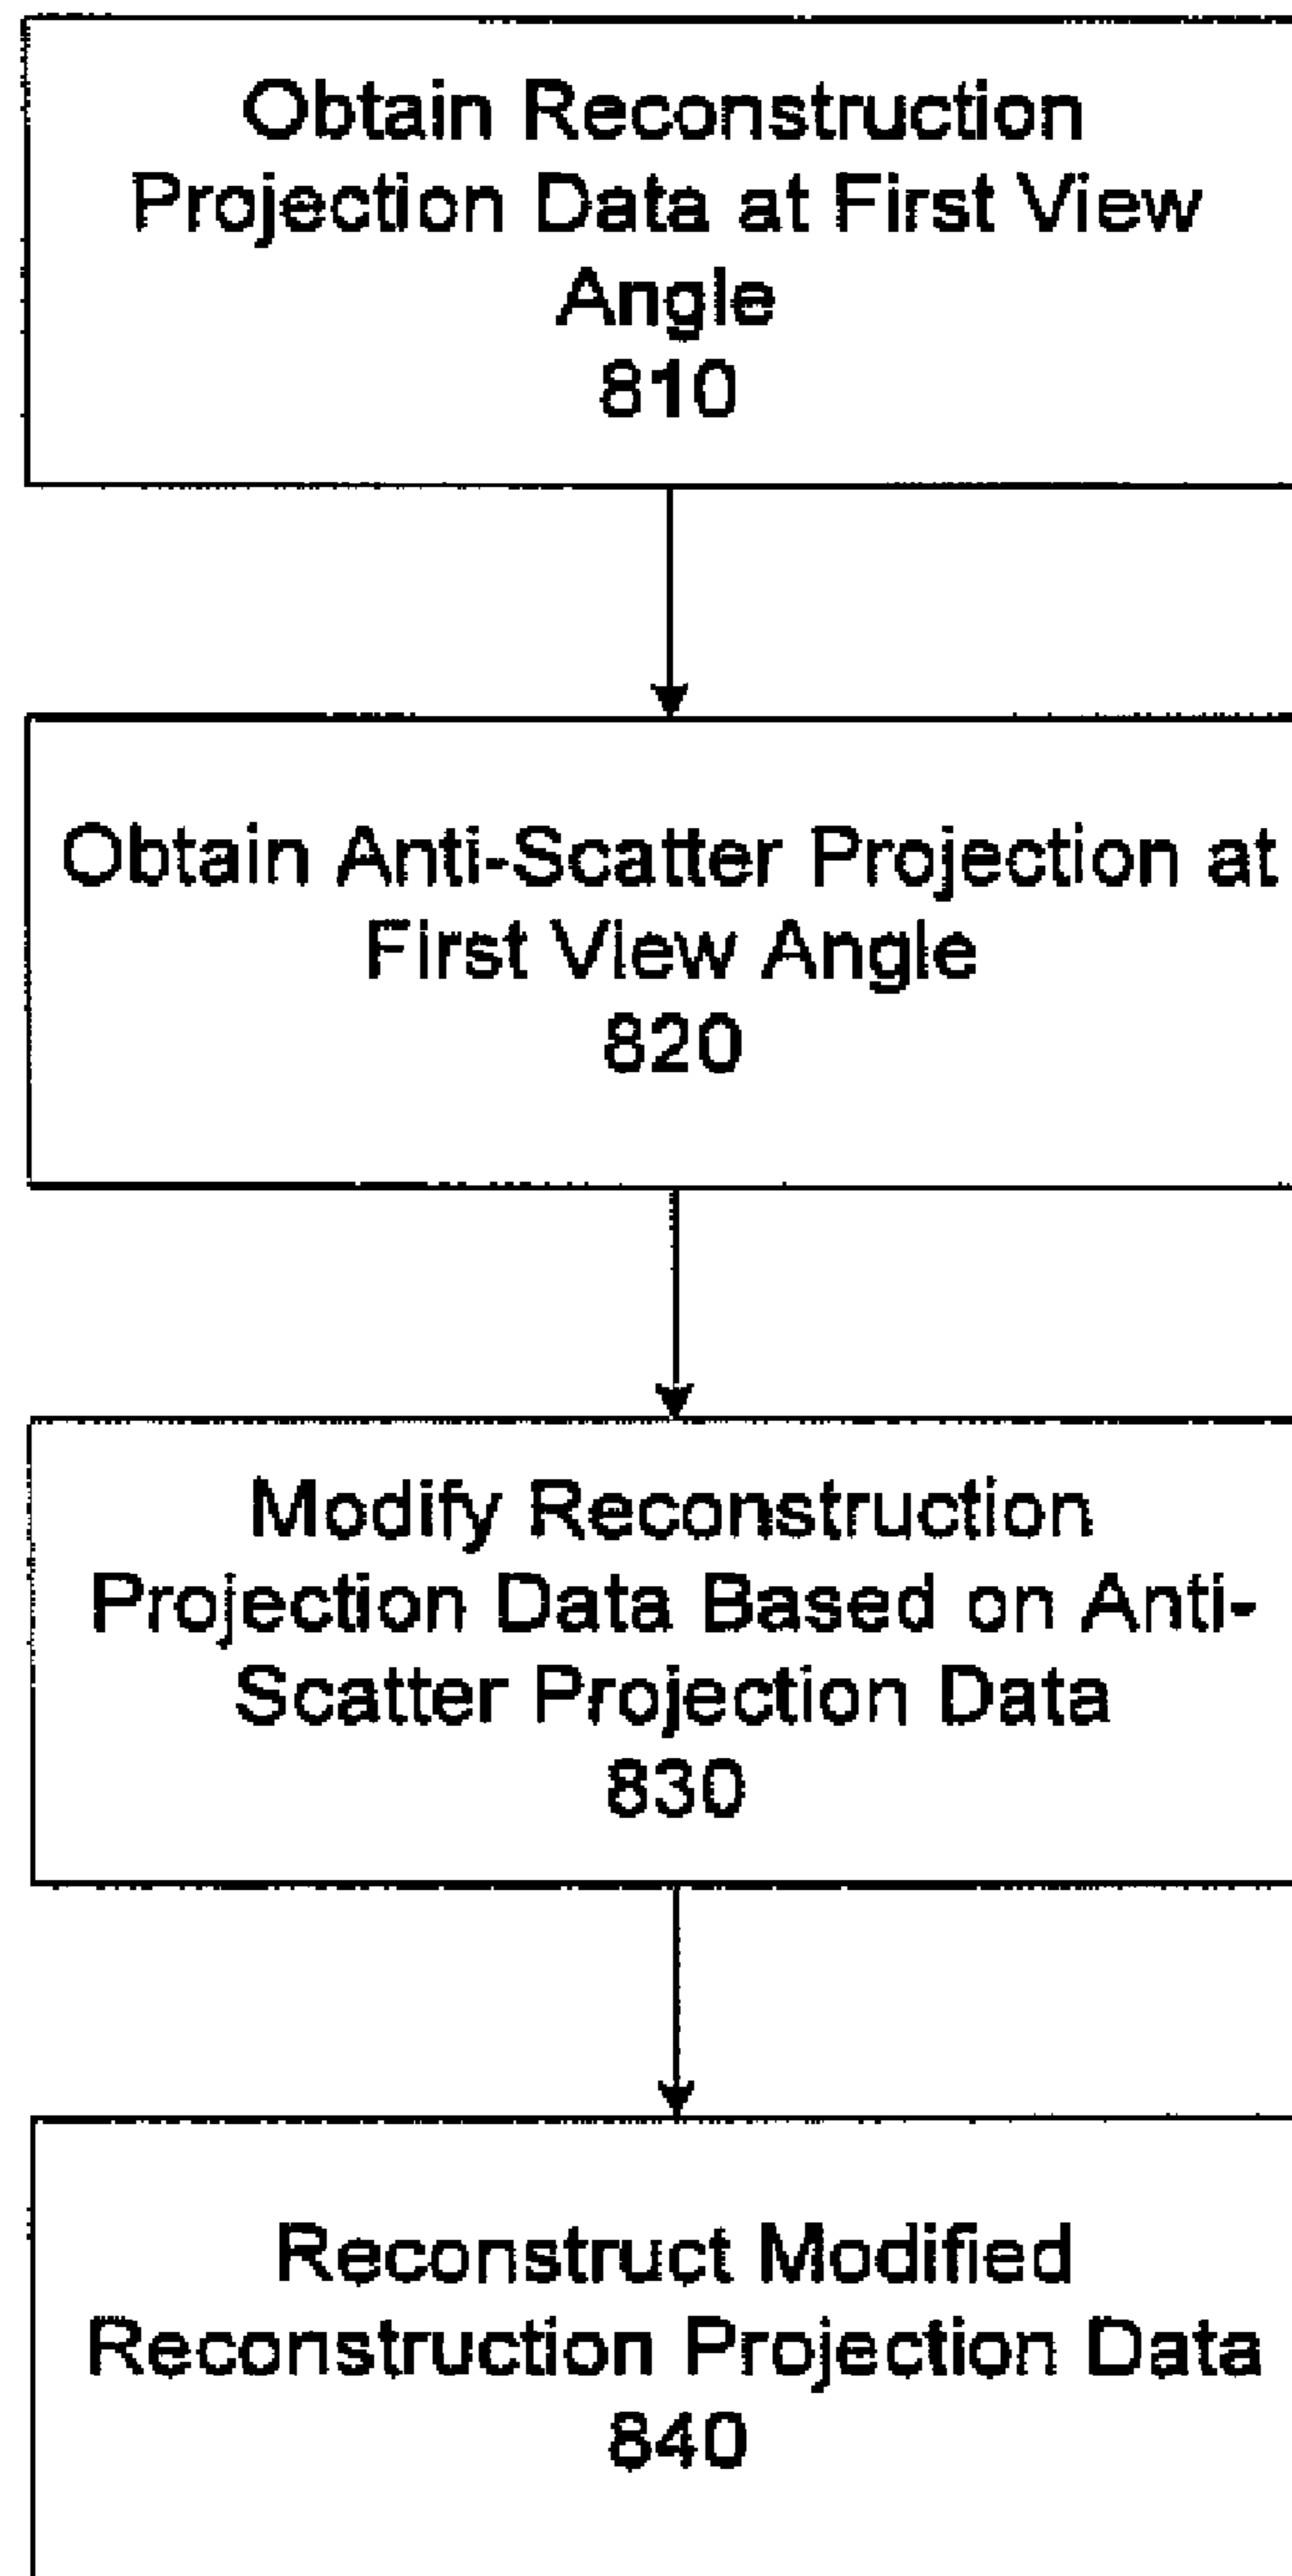 Obtain Reconstruction
Projection Data at First View
Angle
810
Obtain Anti-Scatter Projection at
First View Angle
820
Modify Reconstruction
Projection Data Based on Anti-
Scatter Projection Data
830
Reconstruct Modified
Reconstruction Projection Data
840